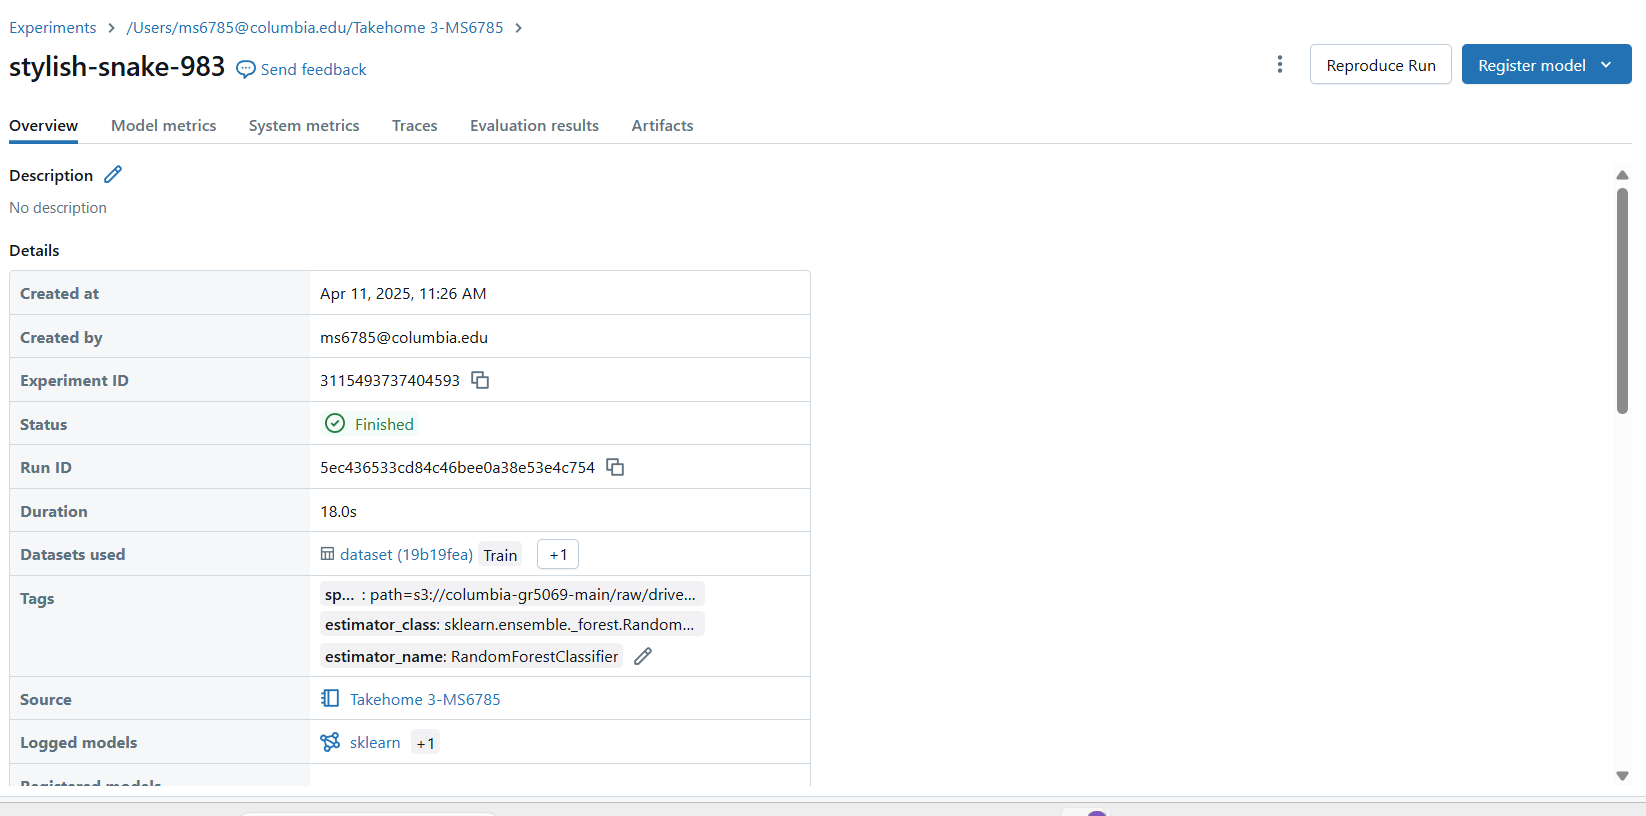 Experiments > /Users/ms6785@columbia.edu/Takehome 3-MS6785 >
stylish-snake-983 Send feedback
Reproduce Run
Register model
Overview Model metrics System metrics Traces Evaluation results Artifacts
Description
No description
Details
Created at Apr 11, 2025, 11:26 AM
Created by ms6785@columbia.edu
Experiment ID 3115493737404593
Status Finished
Run ID 5ec436533cd84c46bee0a38e53e4c754
Duration 18.0s
Datasets used dataset (19b19fea) Train +1
Tags sp... : path=s3://columbia-gr5069-main/raw/drive...
estimator_class: sklearn.ensemble._forest.Random...
estimator_name: RandomForestClassifier
Source Takehome 3-MS6785
Logged models sklearn +1
Registered models